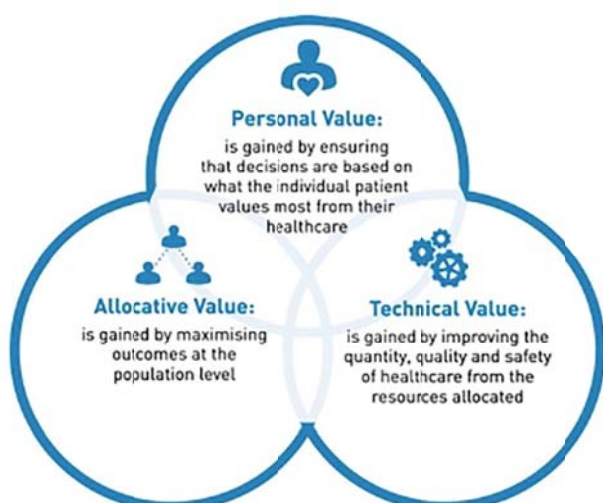 Personal Value:
is gained by ensuring
that decisions are based on
what the individual patient
values most from their
healthcare
Allocative Value:
is gained by maximising
outcomes at the
population level
Technical Value:
is gained by improving the
quantity, quality and safety
of healthcare from the
resources allocated